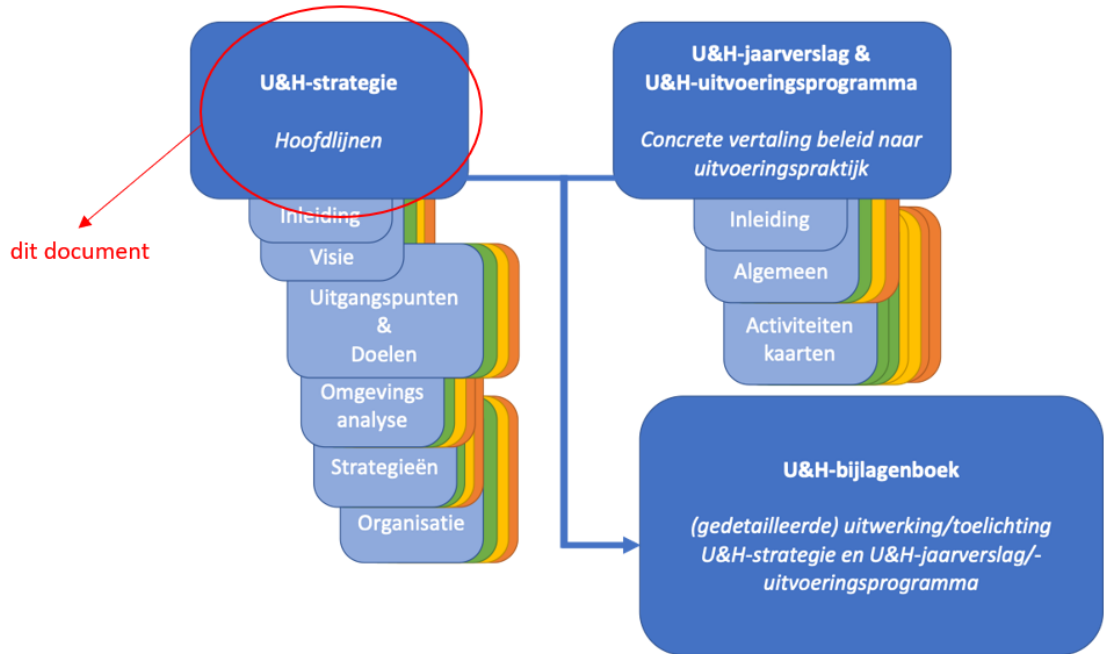 U&H-strategie
Hoofdlijnen
dit document
Inleiding
Visie
Uitgangspunten
&
Doelen
Omgevings
analyse
Strategieën
Organisatie
U&H-jaarverslag &
U&H-uitvoeringsprogramma
Concrete vertaling beleid naar
uitvoeringspraktijk
Inleiding
Algemeen
Activiteiten
kaarten
U&H-bijlagenboek
(gedetailleerde) uitwerking/toelichting
U&H-strategie en U&H-jaarverslag/-
uitvoeringsprogramma